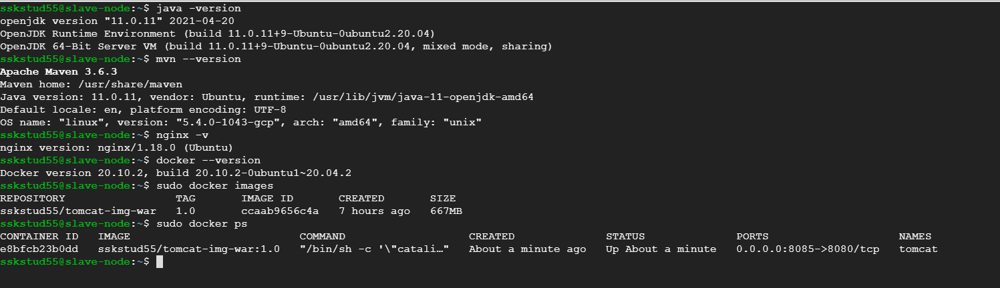 sskstud55@slave-node:~$ java -version
openjdk version "11.0.11" 2021-04-20
OpenJDK Runtime Environment (build 11.0.11+9-Ubuntu-0ubuntu2.20.04)
OpenJDK 64-Bit Server VM (build 11.0.11+9-Ubuntu-0ubuntu2.20.04, mixed mode, sharing)
sskstud55@slave-node:~$ mvn --version
Apache Maven 3.6.3
Maven home: /usr/share/maven
Java version: 11.0.11, vendor: Ubuntu, runtime: /usr/lib/jvm/java-11-openjdk-amd64
Default locale: en, platform encoding: UTF-8
OS name: "linux", version: "5.4.0-1043-gcp", arch: "amd64", family: "unix"
sskstud55@slave-node:~$ nginx -v
nginx version: nginx/1.18.0 (Ubuntu)
sskstud55@slave-node:~$ docker --version
Docker version 20.10.2, build 20.10.2-0ubuntu1~20.04.2
sskstud55@slave-node:~$ sudo docker images
REPOSITORY                 TAG       IMAGE ID       CREATED       SIZE
sskstud55/tomcat-img-war   1.0       ccaab9656c4a   7 hours ago   667MB
sskstud55@slave-node:~$ sudo docker ps
CONTAINER ID   IMAGE                          COMMAND                  CREATED              STATUS              PORTS                    NAMES
e8bfcb23b0dd   sskstud55/tomcat-img-war:1.0   "/bin/sh -c '\"catali…"   About a minute ago   Up About a minute   0.0.0.0:8085->8080/tcp   tomcat
sskstud55@slave-node:~$